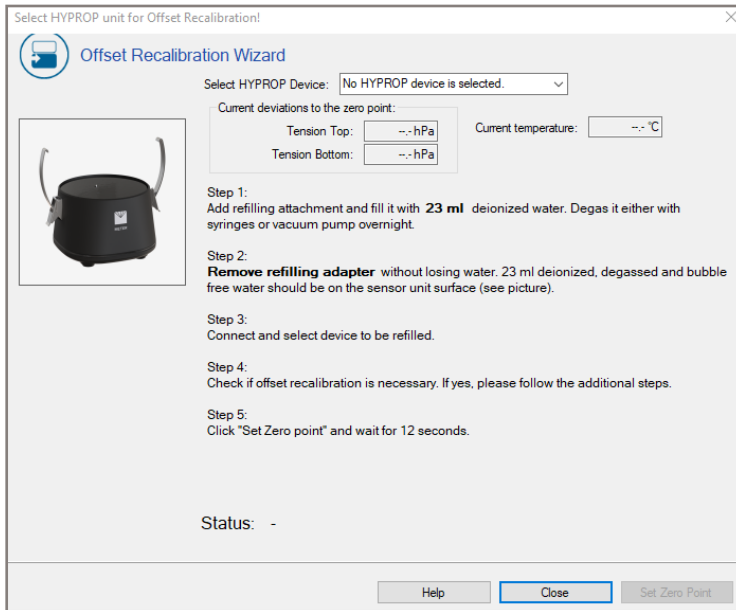 Select HYPROP unit for Offset Recalibration!
Offset Recalibration Wizard
Select HYPROP Device: No HYPROP device is selected.
Current deviations to the zero point:
Tension Top: --.- hPa
Current temperature: --.- °C
Tension Bottom: --.- hPa
Step 1:
Add refilling attachment and fill it with 23 ml deionized water. Degas it either with
syringes or vacuum pump overnight.
Step 2:
Remove refilling adapter without losing water. 23 ml deionized, degassed and bubble
free water should be on the sensor unit surface (see picture).
Step 3:
Connect and select device to be refilled.
Step 4:
Check if offset recalibration is necessary. If yes, please follow the additional steps.
Step 5:
Click "Set Zero point" and wait for 12 seconds.
Status: -
Help
Close
Set Zero Point